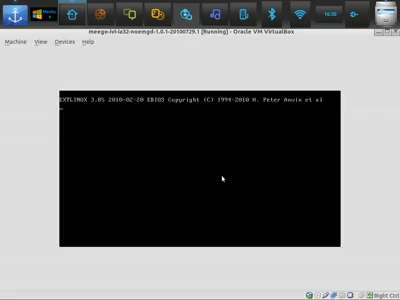 16:30
meego-ivi-ia32-noemgd-1.0.1-20100729.1 [Running] - Oracle VM VirtualBox
Machine View Devices Help
EXTLINUX 3.85 2010-02-20 EBIOS Copyright (C) 1994-2010 H. Peter Anvin et al
Right Ctrl